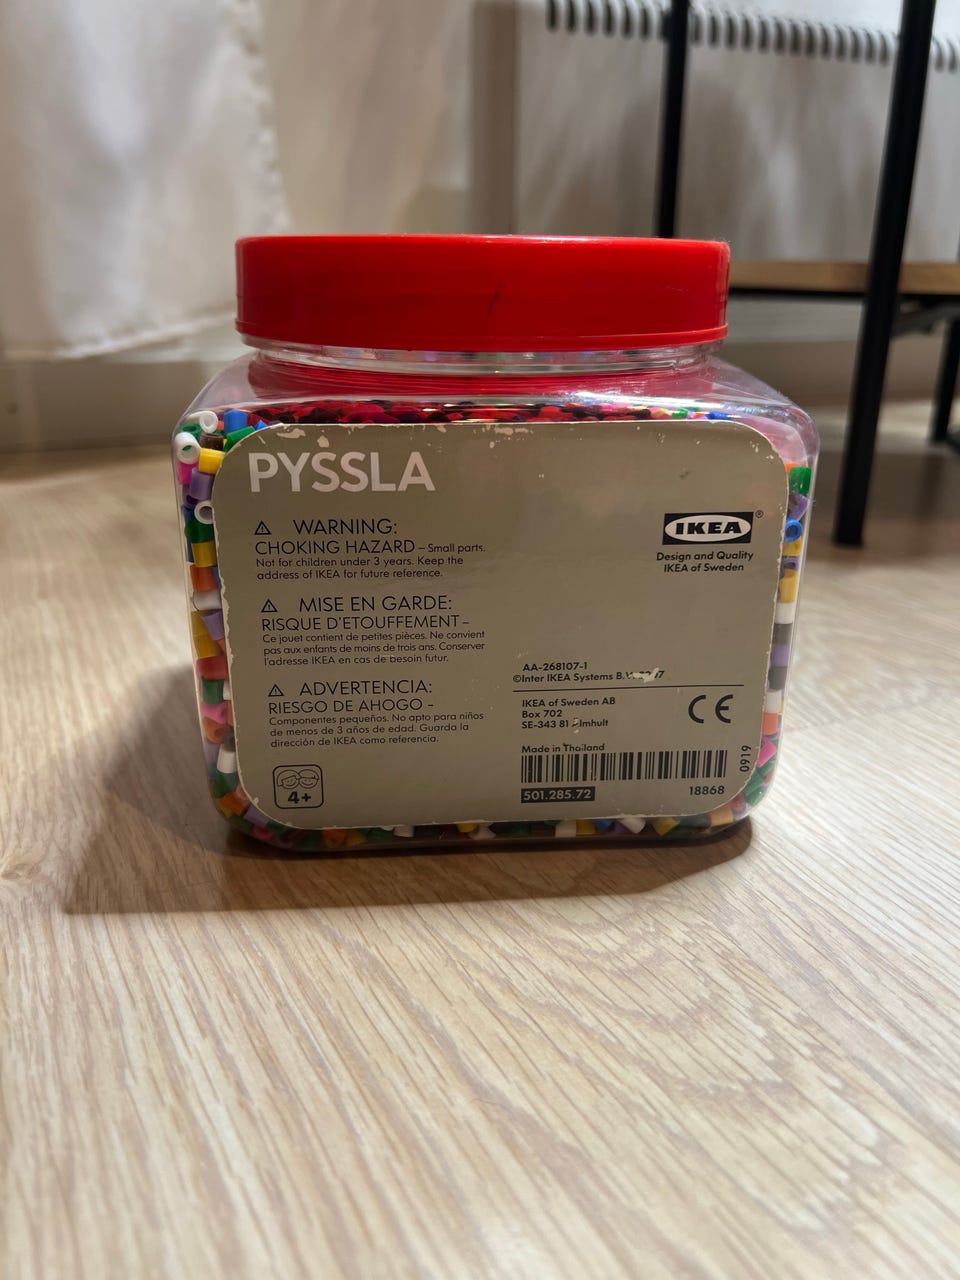 PYSSLA
WARNING:
CHOKING HAZARD – Small parts.
Not for children under 3 years. Keep the
address of IKEA for future reference.
MISE EN GARDE:
RISQUE D'ETOUFFEMENT –
Ce jouet contient de petites pièces. Ne convient
pas aux enfants de moins de trois ans. Conserver
l'adresse IKEA en cas de besoin futur.
ADVERTENCIA:
RIESGO DE AHOGO -
Componentes pequeños. No apto para niños
de menos de 3 años de edad. Guarda la
dirección de IKEA como referencia.
4+
IKEA®
Design and Quality
IKEA of Sweden
AA-268107-1
©Inter IKEA Systems
IKEA of Sweden AB
Box 702
SE-343 81
CE
Made in Thailand
0919
501.285.72
18868